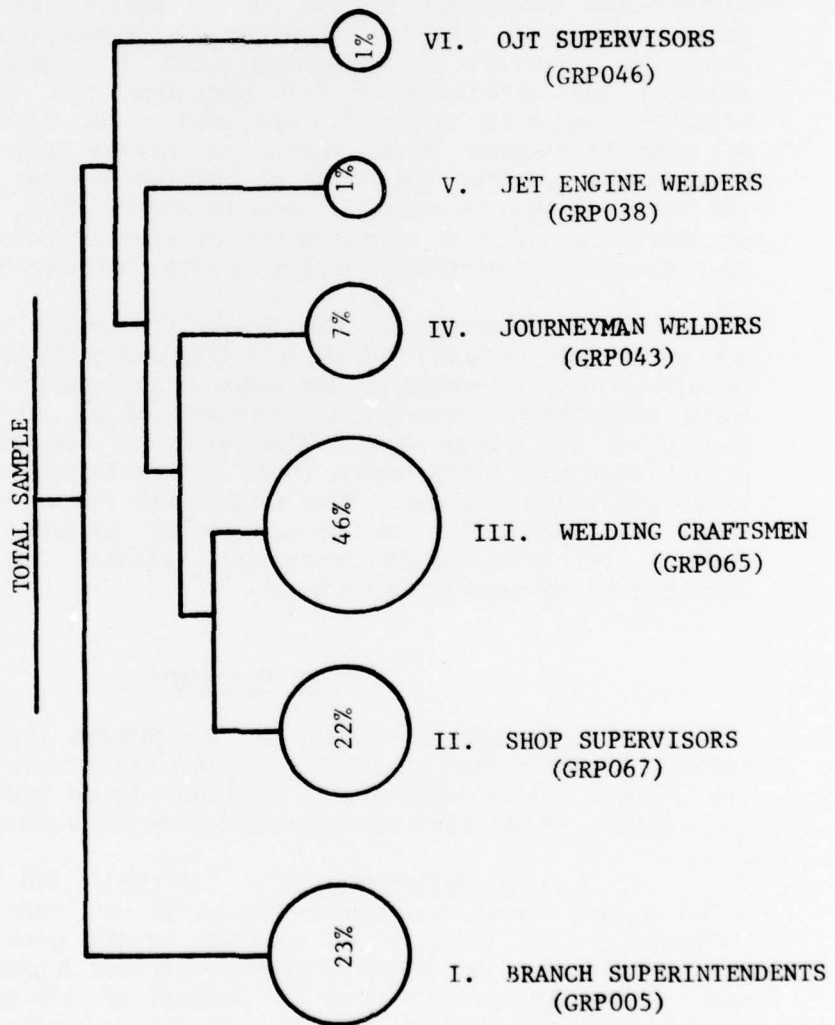 TOTAL SAMPLE
1%
VI. OJT SUPERVISORS
(GRP046)
1%
V. JET ENGINE WELDERS
(GRP038)
7%
IV. JOURNEYMAN WELDERS
(GRP043)
46%
III. WELDING CRAFTSMEN
(GRP065)
22%
II. SHOP SUPERVISORS
(GRP067)
23%
I. BRANCH SUPERINTENDENTS
(GRP005)